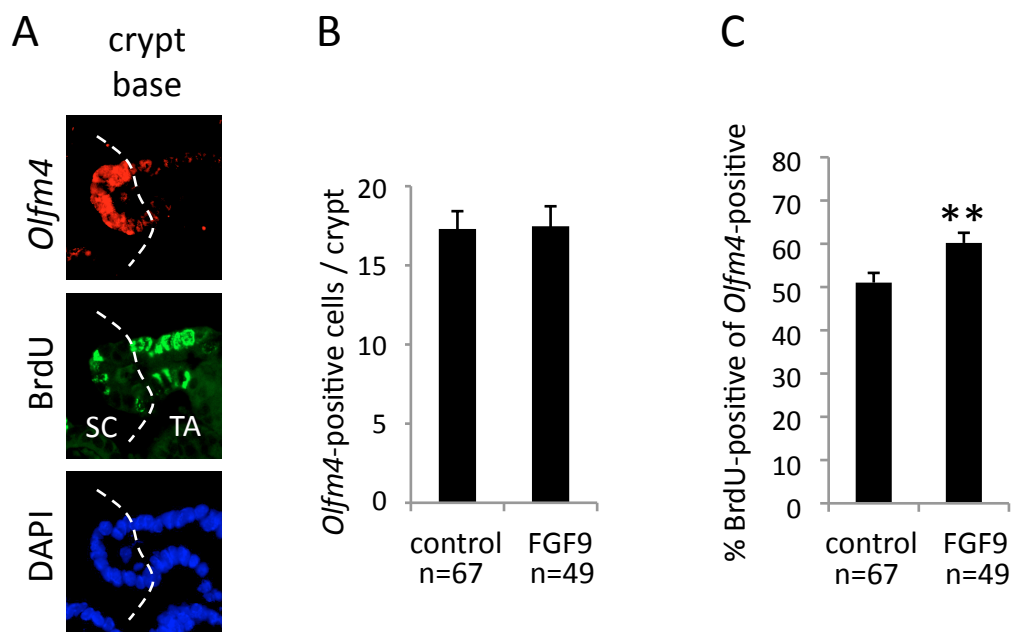 A
crypt
base
Olfm4
BrdU
SC
TA
DAPI
B
Olfm4-positive cells / crypt
20
15
10
5
0
control
n=67
FGF9
n=49
C
% BrdU-positive of Olfm4-positive
80
70
60
50
40
30
20
10
0
**
control
n=67
FGF9
n=49